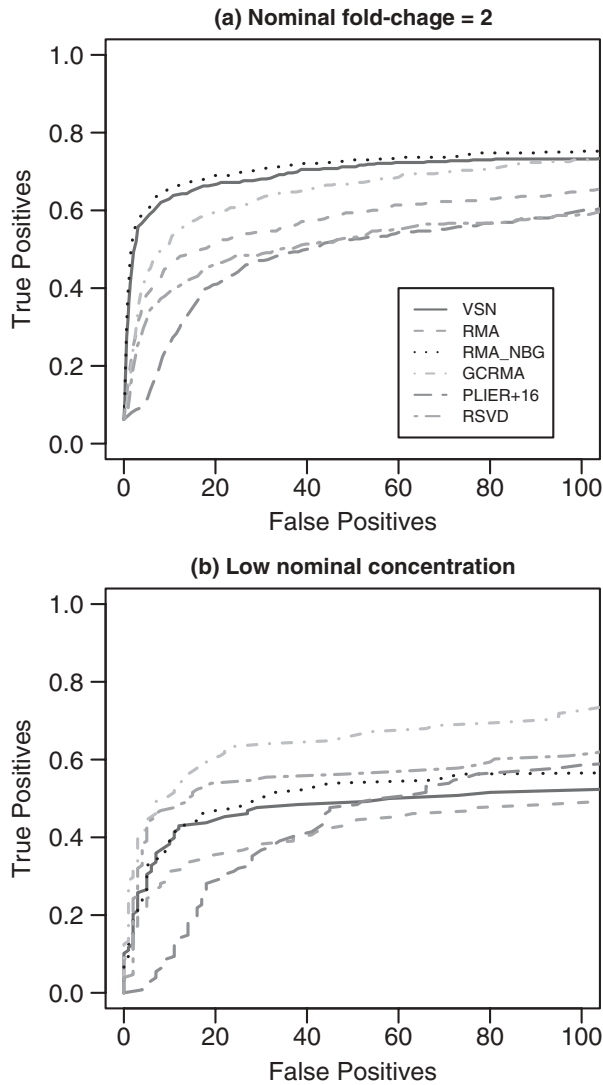 (a) Nominal fold-chage = 2
1.0
0.8
0.6
0.4
0.2
0.0
True Positives
VSN
RMA
RMA_NBG
GCRMA
PLIER+16
RSVD
0 20 40 60 80 100
False Positives
(b) Low nominal concentration
1.0
0.8
0.6
0.4
0.2
0.0
True Positives
0 20 40 60 80 100
False Positives